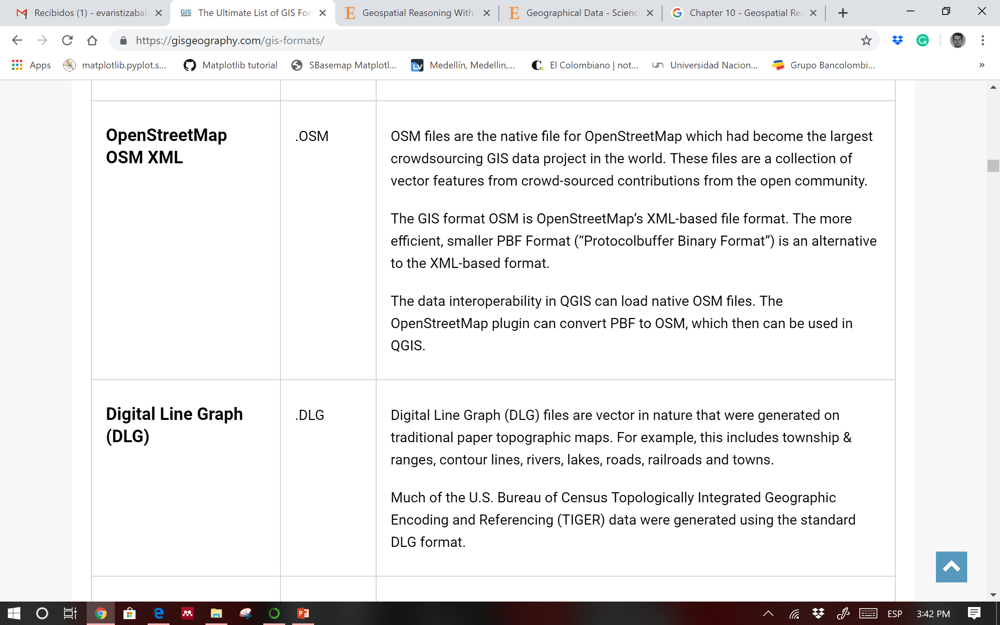 Recibidos (1) - evaristizabal
GIS The Ultimate List of GIS For
Geospatial Reasoning With
Geographical Data - Science
Chapter 10 - Geospatial Rea
https://gisgeography.com/gis-formats/
Apps
matplotlib.pyplot.s...
Matplotlib tutorial
SBasemap Matplotl...
LV Medellín, Medellin,...
El Colombiano | not...
un Universidad Nacion...
Grupo Bancolombi...
»
OpenStreetMap
OSM XML
.OSM
OSM files are the native file for OpenStreetMap which had become the largest
crowdsourcing GIS data project in the world. These files are a collection of
vector features from crowd-sourced contributions from the open community.
The GIS format OSM is OpenStreetMap’s XML-based file format. The more
efficient, smaller PBF Format (“Protocolbuffer Binary Format”) is an alternative
to the XML-based format.
The data interoperability in QGIS can load native OSM files. The
OpenStreetMap plugin can convert PBF to OSM, which then can be used in
QGIS.
Digital Line Graph
(DLG)
.DLG
Digital Line Graph (DLG) files are vector in nature that were generated on
traditional paper topographic maps. For example, this includes township &
ranges, contour lines, rivers, lakes, roads, railroads and towns.
Much of the U.S. Bureau of Census Topologically Integrated Geographic
Encoding and Referencing (TIGER) data were generated using the standard
DLG format.
ESP
3:42 PM